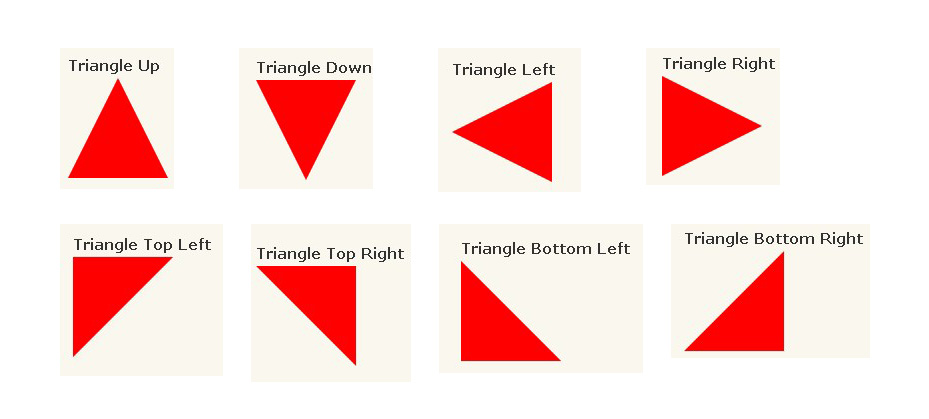 Triangle Up
Triangle Down
Triangle Left
Triangle Right
Triangle Top Left
Triangle Top Right
Triangle Bottom Left
Triangle Bottom Right